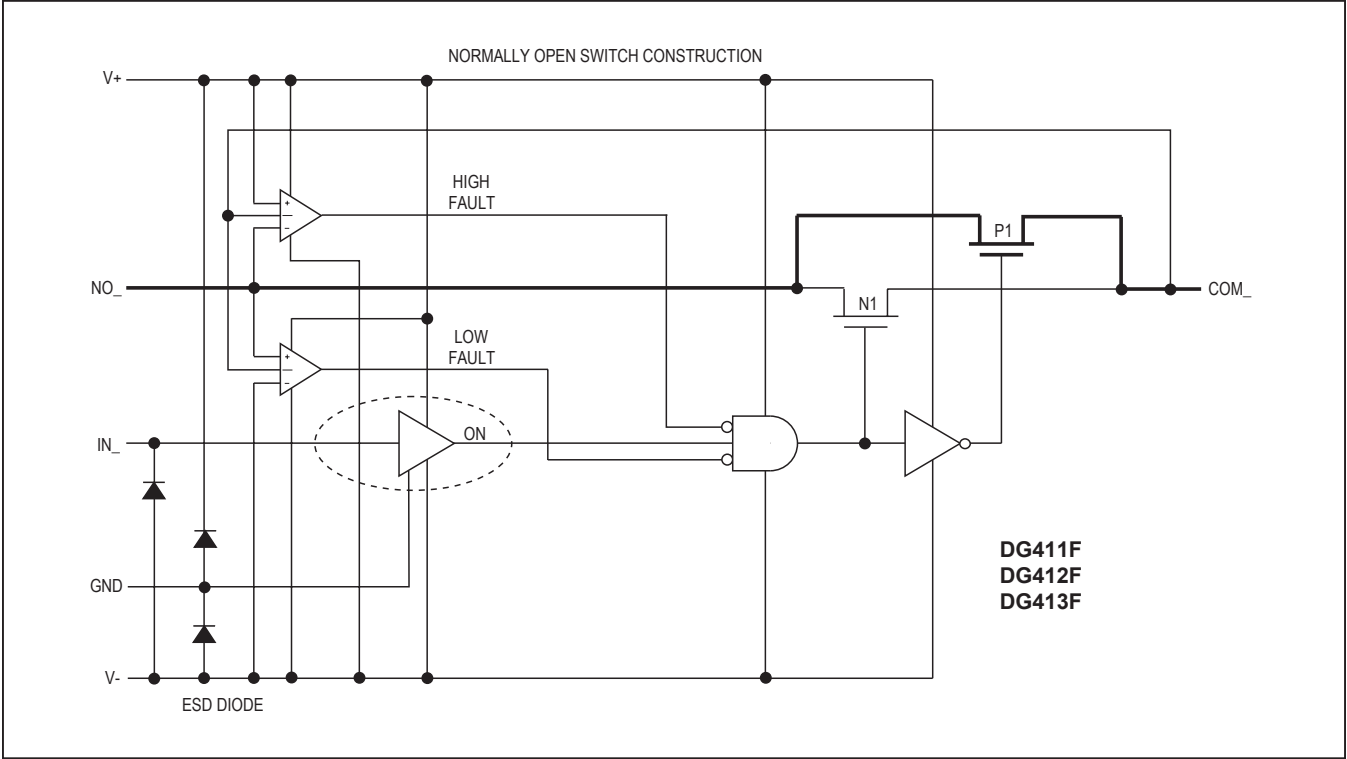 NORMALLY OPEN SWITCH CONSTRUCTION
V+
HIGH
FAULT
+
−
−
P1
NO_
COM_
N1
LOW
FAULT
+
−
−
IN_
ON
GND
DG411F
DG412F
DG413F
V-
ESD DIODE